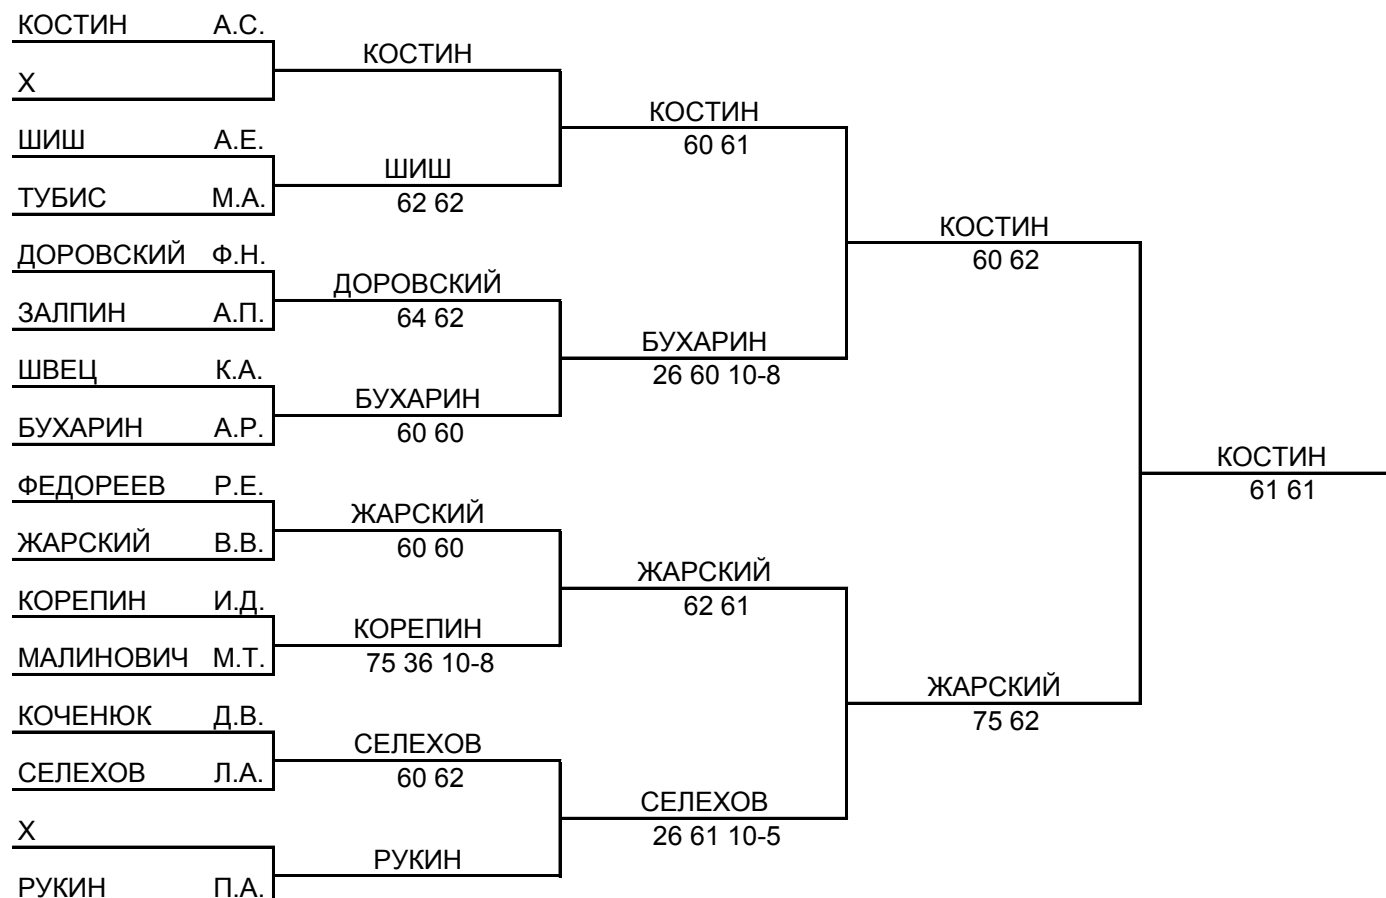 КОСТИН А.С.
КОСТИН
Х
КОСТИН
60 61
ШИШ А.Е.
ШИШ
62 62
ТУБИС М.А.
КОСТИН
60 62
ДОРОВСКИЙ Ф.Н.
ДОРОВСКИЙ
64 62
ЗАЛПИН А.П.
БУХАРИН
26 60 10-8
ШВЕЦ К.А.
БУХАРИН
60 60
БУХАРИН А.Р.
КОСТИН
61 61
ФЕДОРЕЕВ Р.Е.
ЖАРСКИЙ
60 60
ЖАРСКИЙ В.В.
ЖАРСКИЙ
62 61
КОРЕПИН И.Д.
КОРЕПИН
75 36 10-8
МАЛИНОВИЧ М.Т.
ЖАРСКИЙ
75 62
КОЧЕНЮК Д.В.
СЕЛЕХОВ
60 62
СЕЛЕХОВ Л.А.
СЕЛЕХОВ
26 61 10-5
Х
РУКИН
РУКИН П.А.